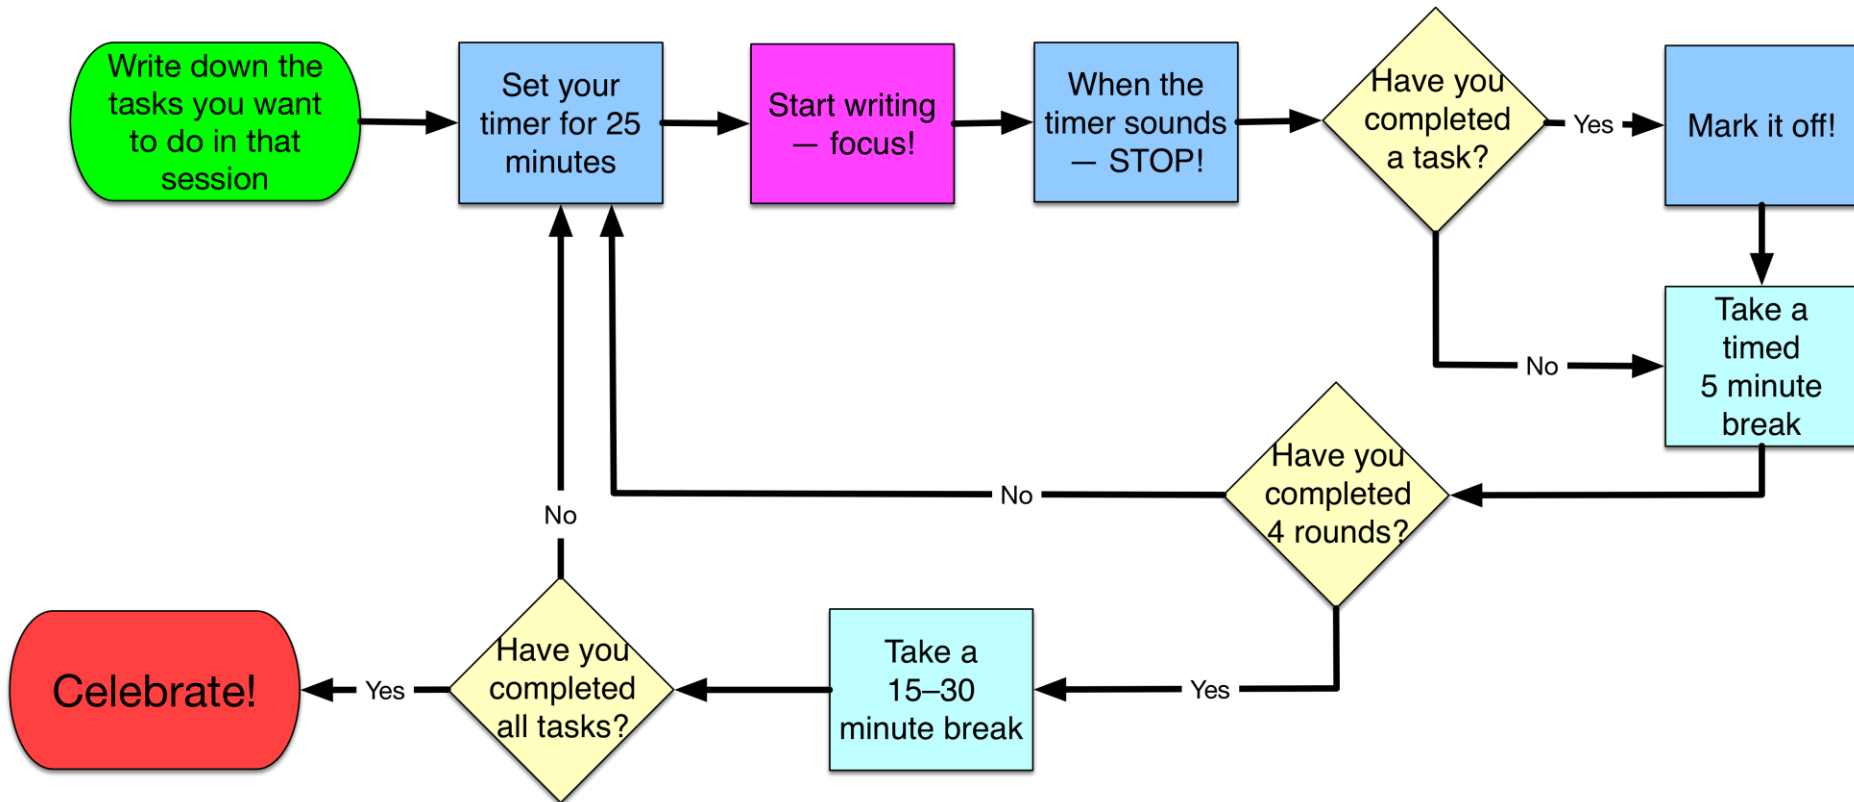 Write down the
tasks you want
to do in that
session
Set your
timer for 25
minutes
Start writing
— focus!
When the
timer sounds
— STOP!
Have you
completed
a task?
Yes
Mark it off!
No
Take a
timed
5 minute
break
Have you
completed
4 rounds?
No
Yes
Take a
15–30
minute break
Have you
completed
all tasks?
No
Yes
Celebrate!